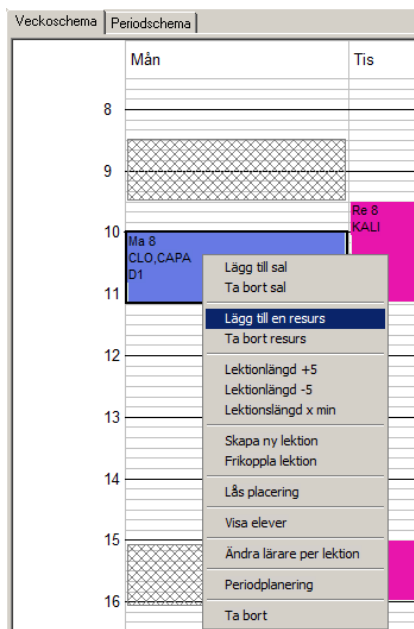 Veckoschema Periodschema
Mån Tis
8
9
Re 8
KALI
10
Ma 8
CLO,CAPA
D1
11
12
13
14
15
16
Lägg till sal
Ta bort sal
Lägg till en resurs
Ta bort resurs
Lektionlängd +5
Lektionlängd -5
Lektionslängd x min
Skapa ny lektion
Frikoppla lektion
Lås placering
Visa elever
Ändra lärare per lektion
Periodplanering
Ta bort